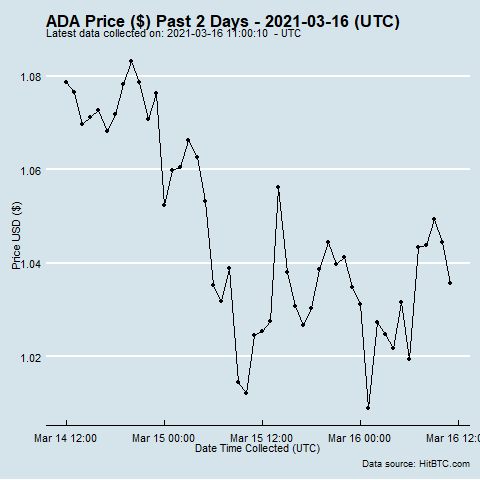 ADA Price ($) Past 2 Days - 2021-03-16 (UTC)
Latest data collected on: 2021-03-16 11:00:10 - UTC
1.08
1.06
1.04
1.02
Price USD ($)
Mar 14 12:00 Mar 15 00:00 Mar 15 12:00 Mar 16 00:00 Mar 16 12:00
Date Time Collected (UTC)
Data source: HitBTC.com